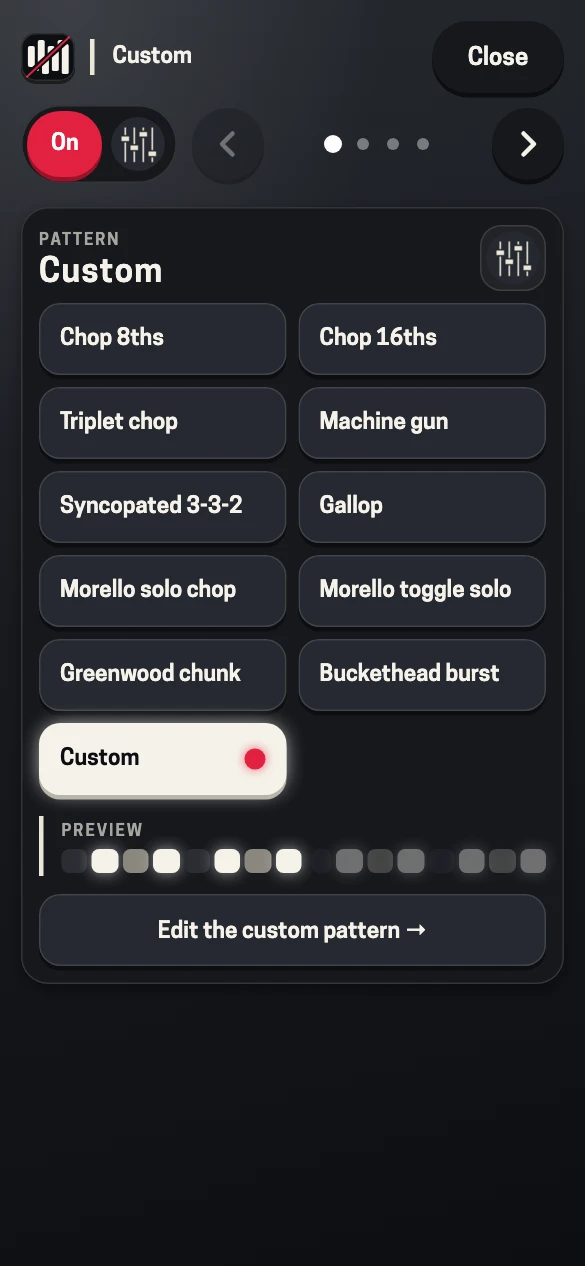 Custom
Close
On
PATTERN
Custom
Chop 8ths
Chop 16ths
Triplet chop
Machine gun
Syncopated 3-3-2
Gallop
Morello solo chop
Morello toggle solo
Greenwood chunk
Buckethead burst
Custom
PREVIEW
Edit the custom pattern →